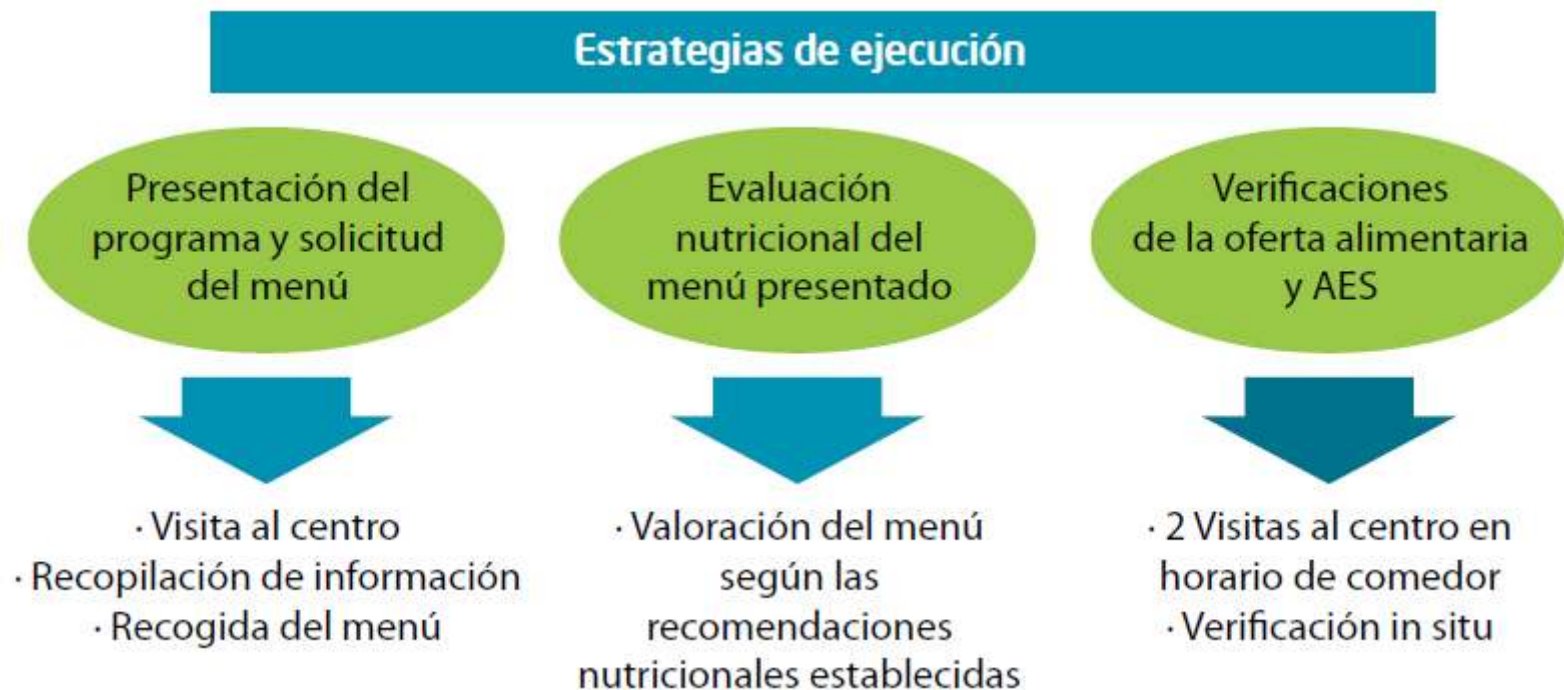 Estrategias de ejecución
Presentación del
programa y solicitud
del menú
Evaluación
nutricional del
menú presentado
Verificaciones
de la oferta alimentaria
y AES
· Visita al centro
· Recopilación de información
· Recogida del menú
· Valoración del menú
según las
recomendaciones
nutricionales establecidas
· 2 Visitas al centro en
horario de comedor
· Verificación in situ